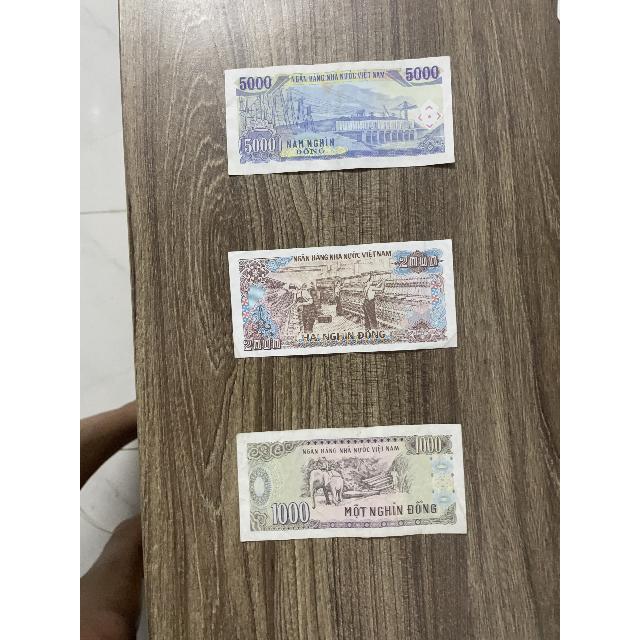 5000
NGÂN HÀNG NHÀ NƯỚC VIỆT NAM
5000
5000
NĂM NGHÌN
ĐỒNG
NGÂN HÀNG NHÀ NƯỚC VIỆT NAM
2000
2000
HAI NGHÌN ĐỒNG
NGÂN HÀNG NHÀ NƯỚC VIỆT NAM
1000
1000
MỘT NGHÌN ĐỒNG